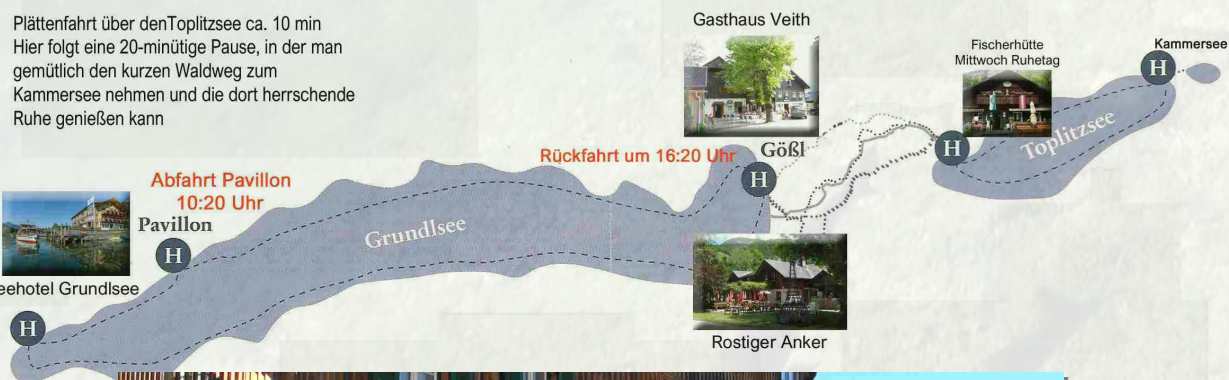 Plättenfahrt über denToplitzsee ca. 10 min
Hier folgt eine 20-minütige Pause, in der man
gemütlich den kurzen Waldweg zum
Kammersee nehmen und die dort herrschende
Ruhe genießen kann
Gasthaus Veith
Fischerhütte
Mittwoch Ruhetag
Kammersee
H
H
Toplitzsee
Rückfahrt um 16:20 Uhr
Gößl
H
Abfahrt Pavillon
10:20 Uhr
Pavillon
H
Grundlsee
eehotel Grundlsee
H
Rostiger Anker